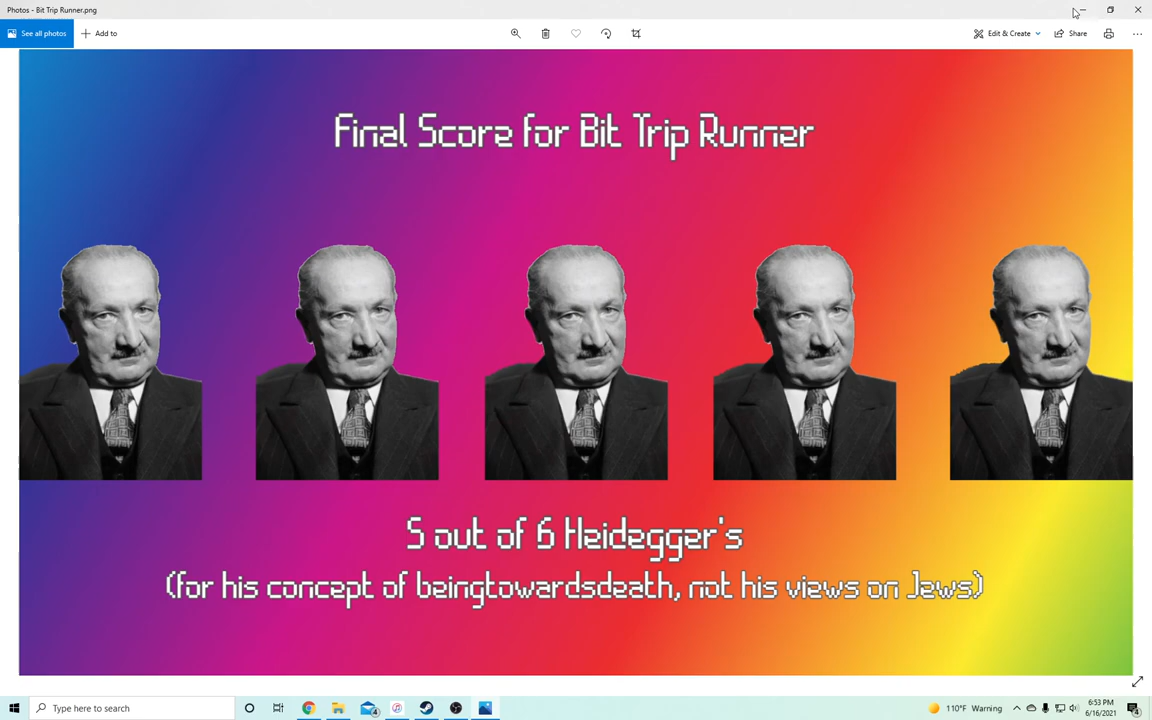 Photos - Bit Trip Runner.png
See all photos
Add to
Edit & Create
Share
Final Score for Bit Trip Runner
5 out of 6 Heidegger's
(for his concept of beingtowardsdeath, not his views on Jews)
Type here to search
4
110°F Warning
6:53 PM
6/16/2021
4